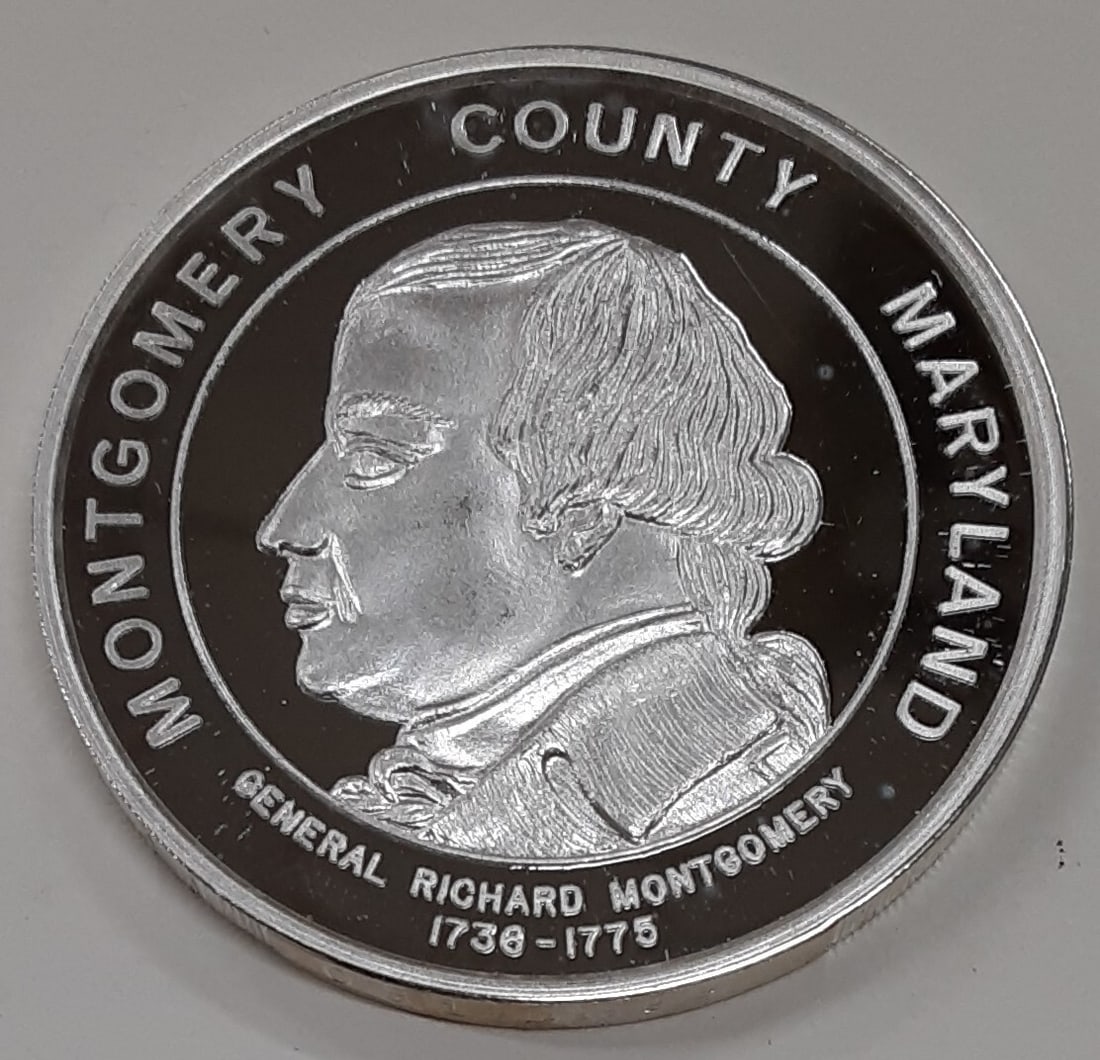 MONTGOMERY COUNTY MARYLAND
GENERAL RICHARD MONTGOMERY
1736-1775